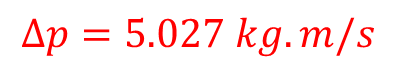 Δp = 5.027 kg.m/s